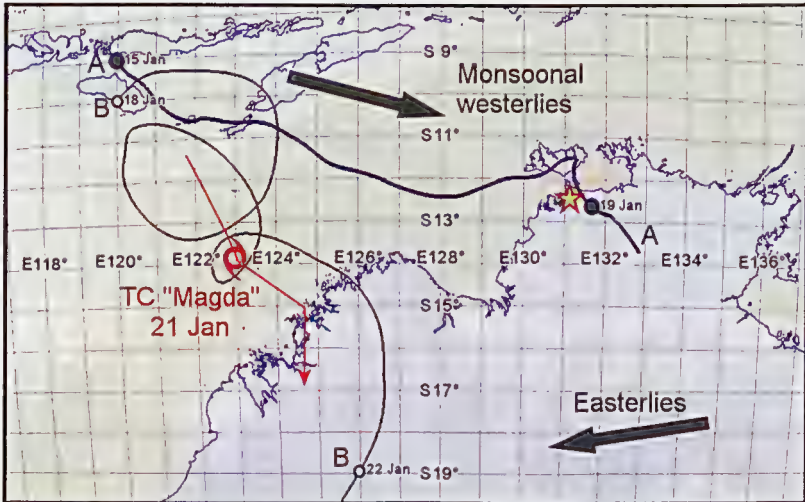 S 9°
A
15 Jan
Monsoonal
westerlies
B
18 Jan
S11°
19 Jan
S13°
A
E118°
E120°
E122°
E124°
E126°
E128°
E130°
E132°
E134°
E136°
TC "Magda"
21 Jan
S15°
S17°
Easterlies
B
22 Jan
S19°